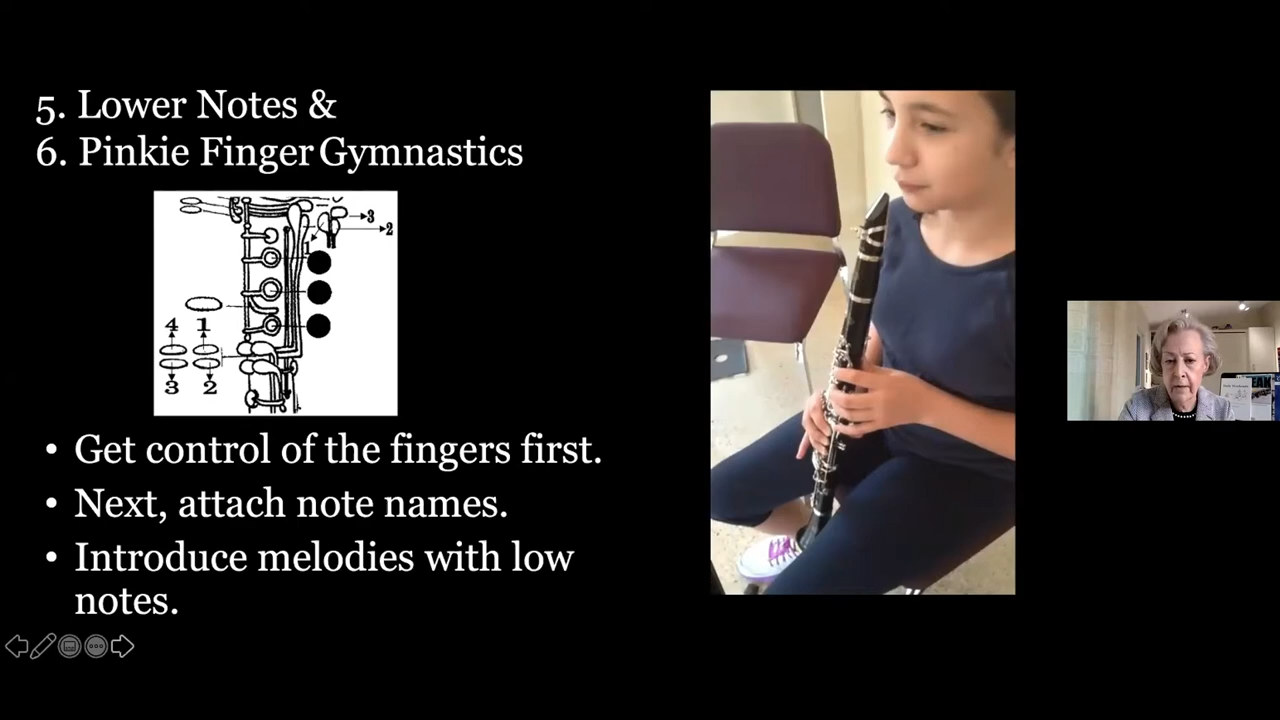 5. Lower Notes &
6. Pinkie Finger Gymnastics
3
2
1
4 1
3 2
• Get control of the fingers first.
• Next, attach note names.
• Introduce melodies with low
notes.